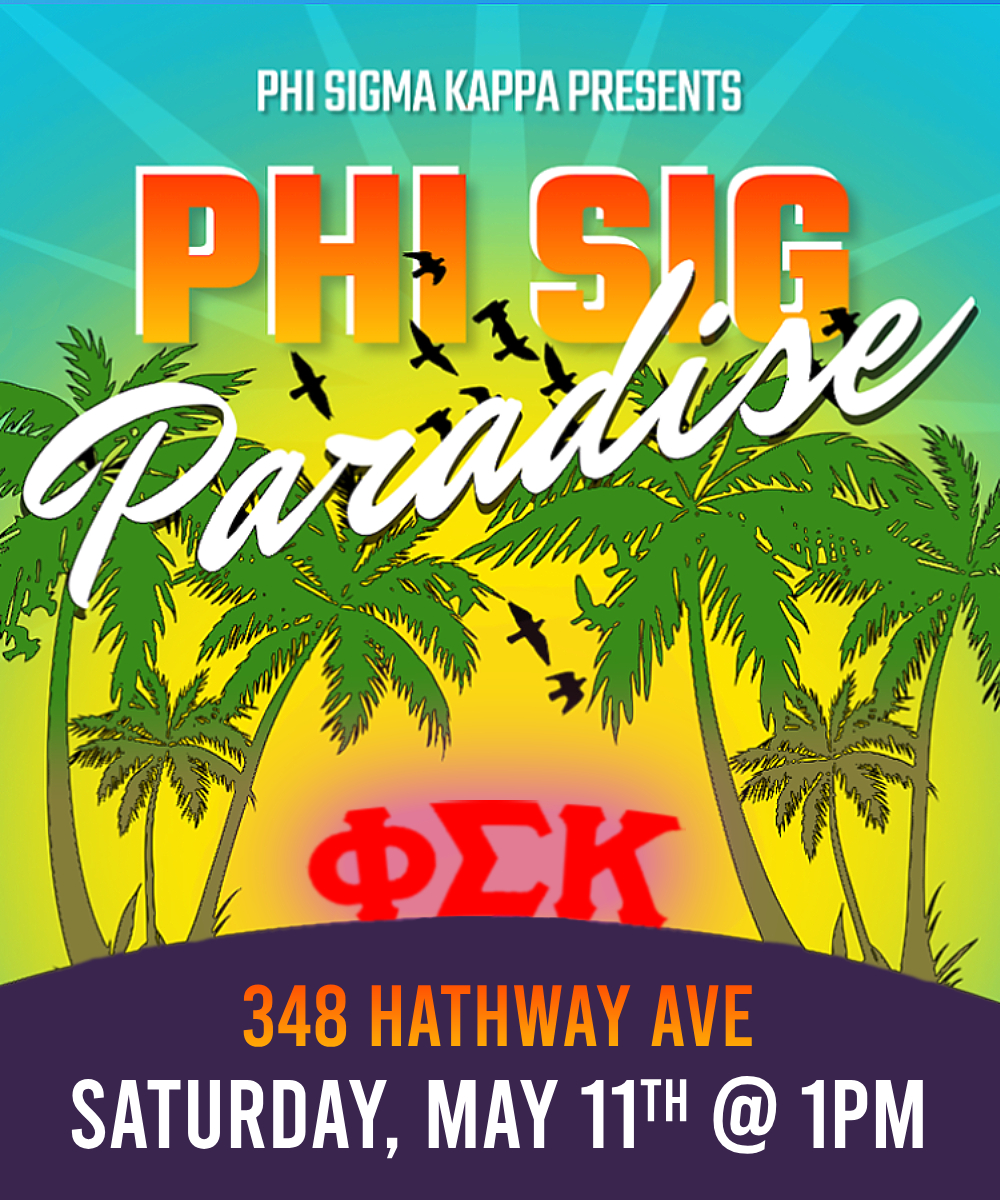 PHI SIGMA KAPPA PRESENTS
PHI SIG
Paradise
ΦΣΚ
348 HATHWAY AVE
SATURDAY, MAY 11TH @ 1PM